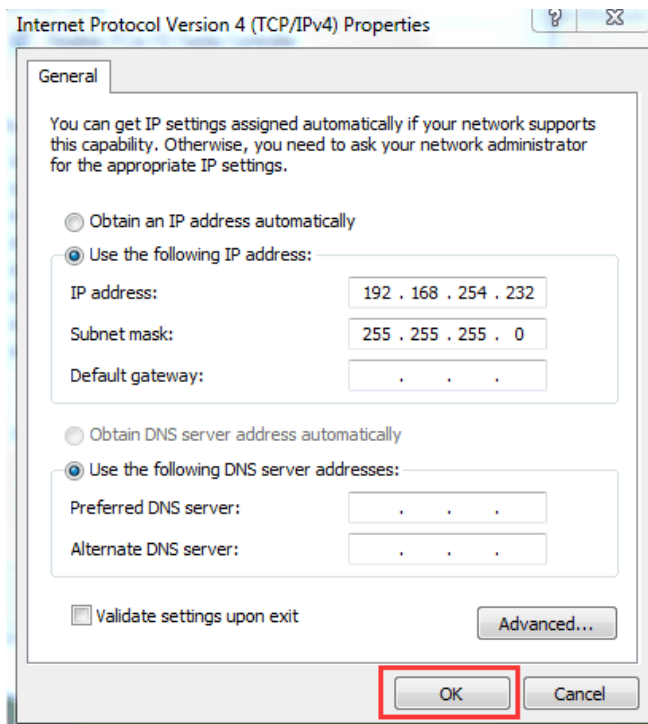 Internet Protocol Version 4 (TCP/IPv4) Properties
General
You can get IP settings assigned automatically if your network supports
this capability. Otherwise, you need to ask your network administrator
for the appropriate IP settings.
Obtain an IP address automatically
Use the following IP address:
IP address: 192 . 168 . 254 . 232
Subnet mask: 255 . 255 . 255 . 0
Default gateway: . . .
Obtain DNS server address automatically
Use the following DNS server addresses:
Preferred DNS server: . . .
Alternate DNS server: . . .
Validate settings upon exit
Advanced...
OK Cancel